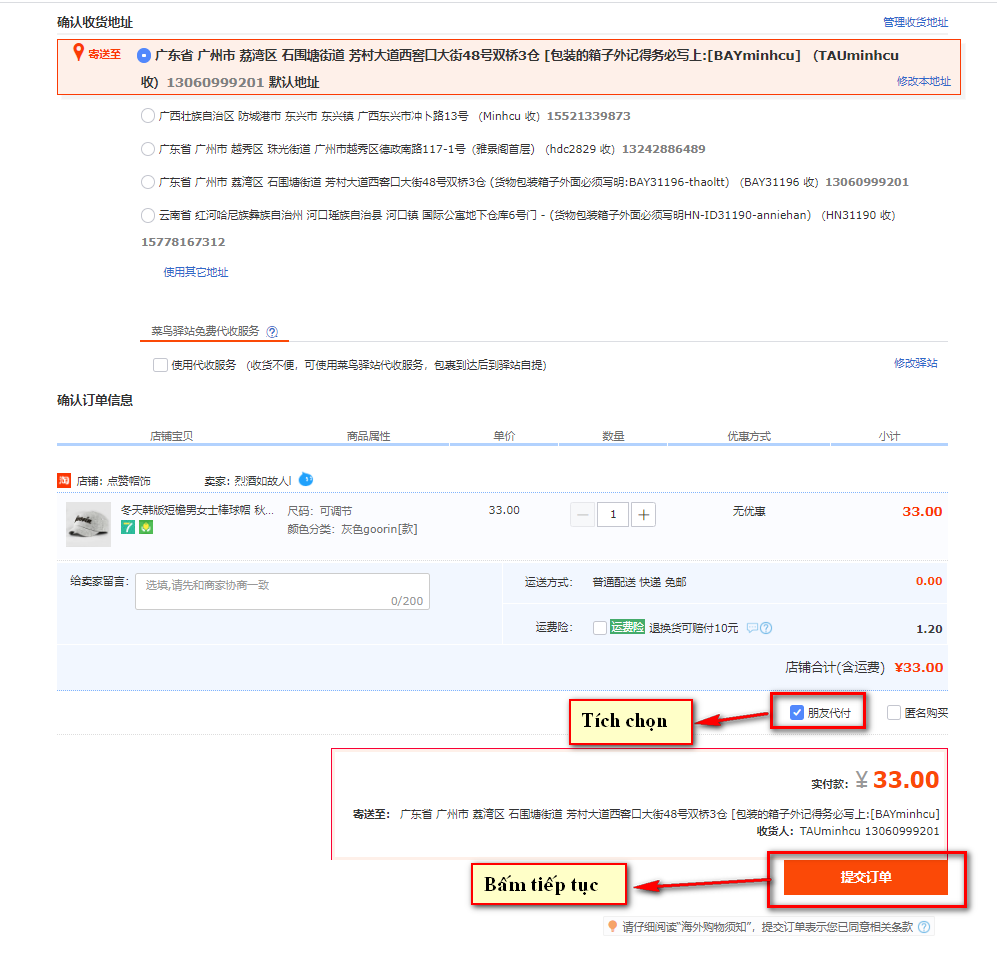 确认收货地址 管理收货地址
寄送至 广东省 广州市 荔湾区 石围塘街道 芳村大道西窖口大街48号双桥3仓 [包装的箱子外记得务必写上:[BAYminhcu] (TAUminhcu
收) 13060999201 默认地址 修改本地址
广西壮族自治区 防城港市 东兴市 东兴镇 广西东兴市冲卜路13号 (Minhcu 收) 15521339873
广东省 广州市 越秀区 珠光街道 广州市越秀区德政南路117-1号 (雅景阁首层) (hdc2829 收) 13242886489
广东省 广州市 荔湾区 石围塘街道 芳村大道西窖口大街48号双桥3仓 (货物包装箱子外面必须写明:BAY31196-thaoltt) (BAY31196 收) 13060999201
云南省 红河哈尼族彝族自治州 河口瑶族自治县 河口镇 国际公寓地下仓库6号门 - (货物包装箱子外面必须写明HN-ID31190-anniehan) (HN31190 收)
15778167312
使用其它地址
菜鸟驿站免费代收服务 ?
使用代收服务 (收货不便，可使用菜鸟驿站代收服务，包裹到达后到驿站自提) 修改驿站
确认订单信息
店铺宝贝 商品属性 单价 数量 优惠方式 小计
淘 店铺：点赞帽饰 卖家：烈酒如故人l
冬天韩版短檐男女士棒球帽 秋... 尺码：可调节 33.00 — 1 + 无优惠 33.00
7 颜色分类：灰色goorin[款]
给卖家留言： 选填,请先和商家协商一致 运送方式： 普通配送 快递 免邮 0.00
0/200
运费险： 运费险 退换货可赔付10元 ? 1.20
店铺合计(含运费) ¥33.00
Tích chọn 朋友代付 匿名购买
实付款： ¥ 33.00
寄送至： 广东省 广州市 荔湾区 石围塘街道 芳村大道西窖口大街48号双桥3仓 [包装的箱子外记得务必写上:[BAYminhcu]
收货人：TAUminhcu 13060999201
Bấm tiếp tục 提交订单
请仔细阅读“海外购物须知”，提交订单表示您已同意相关条款 ?